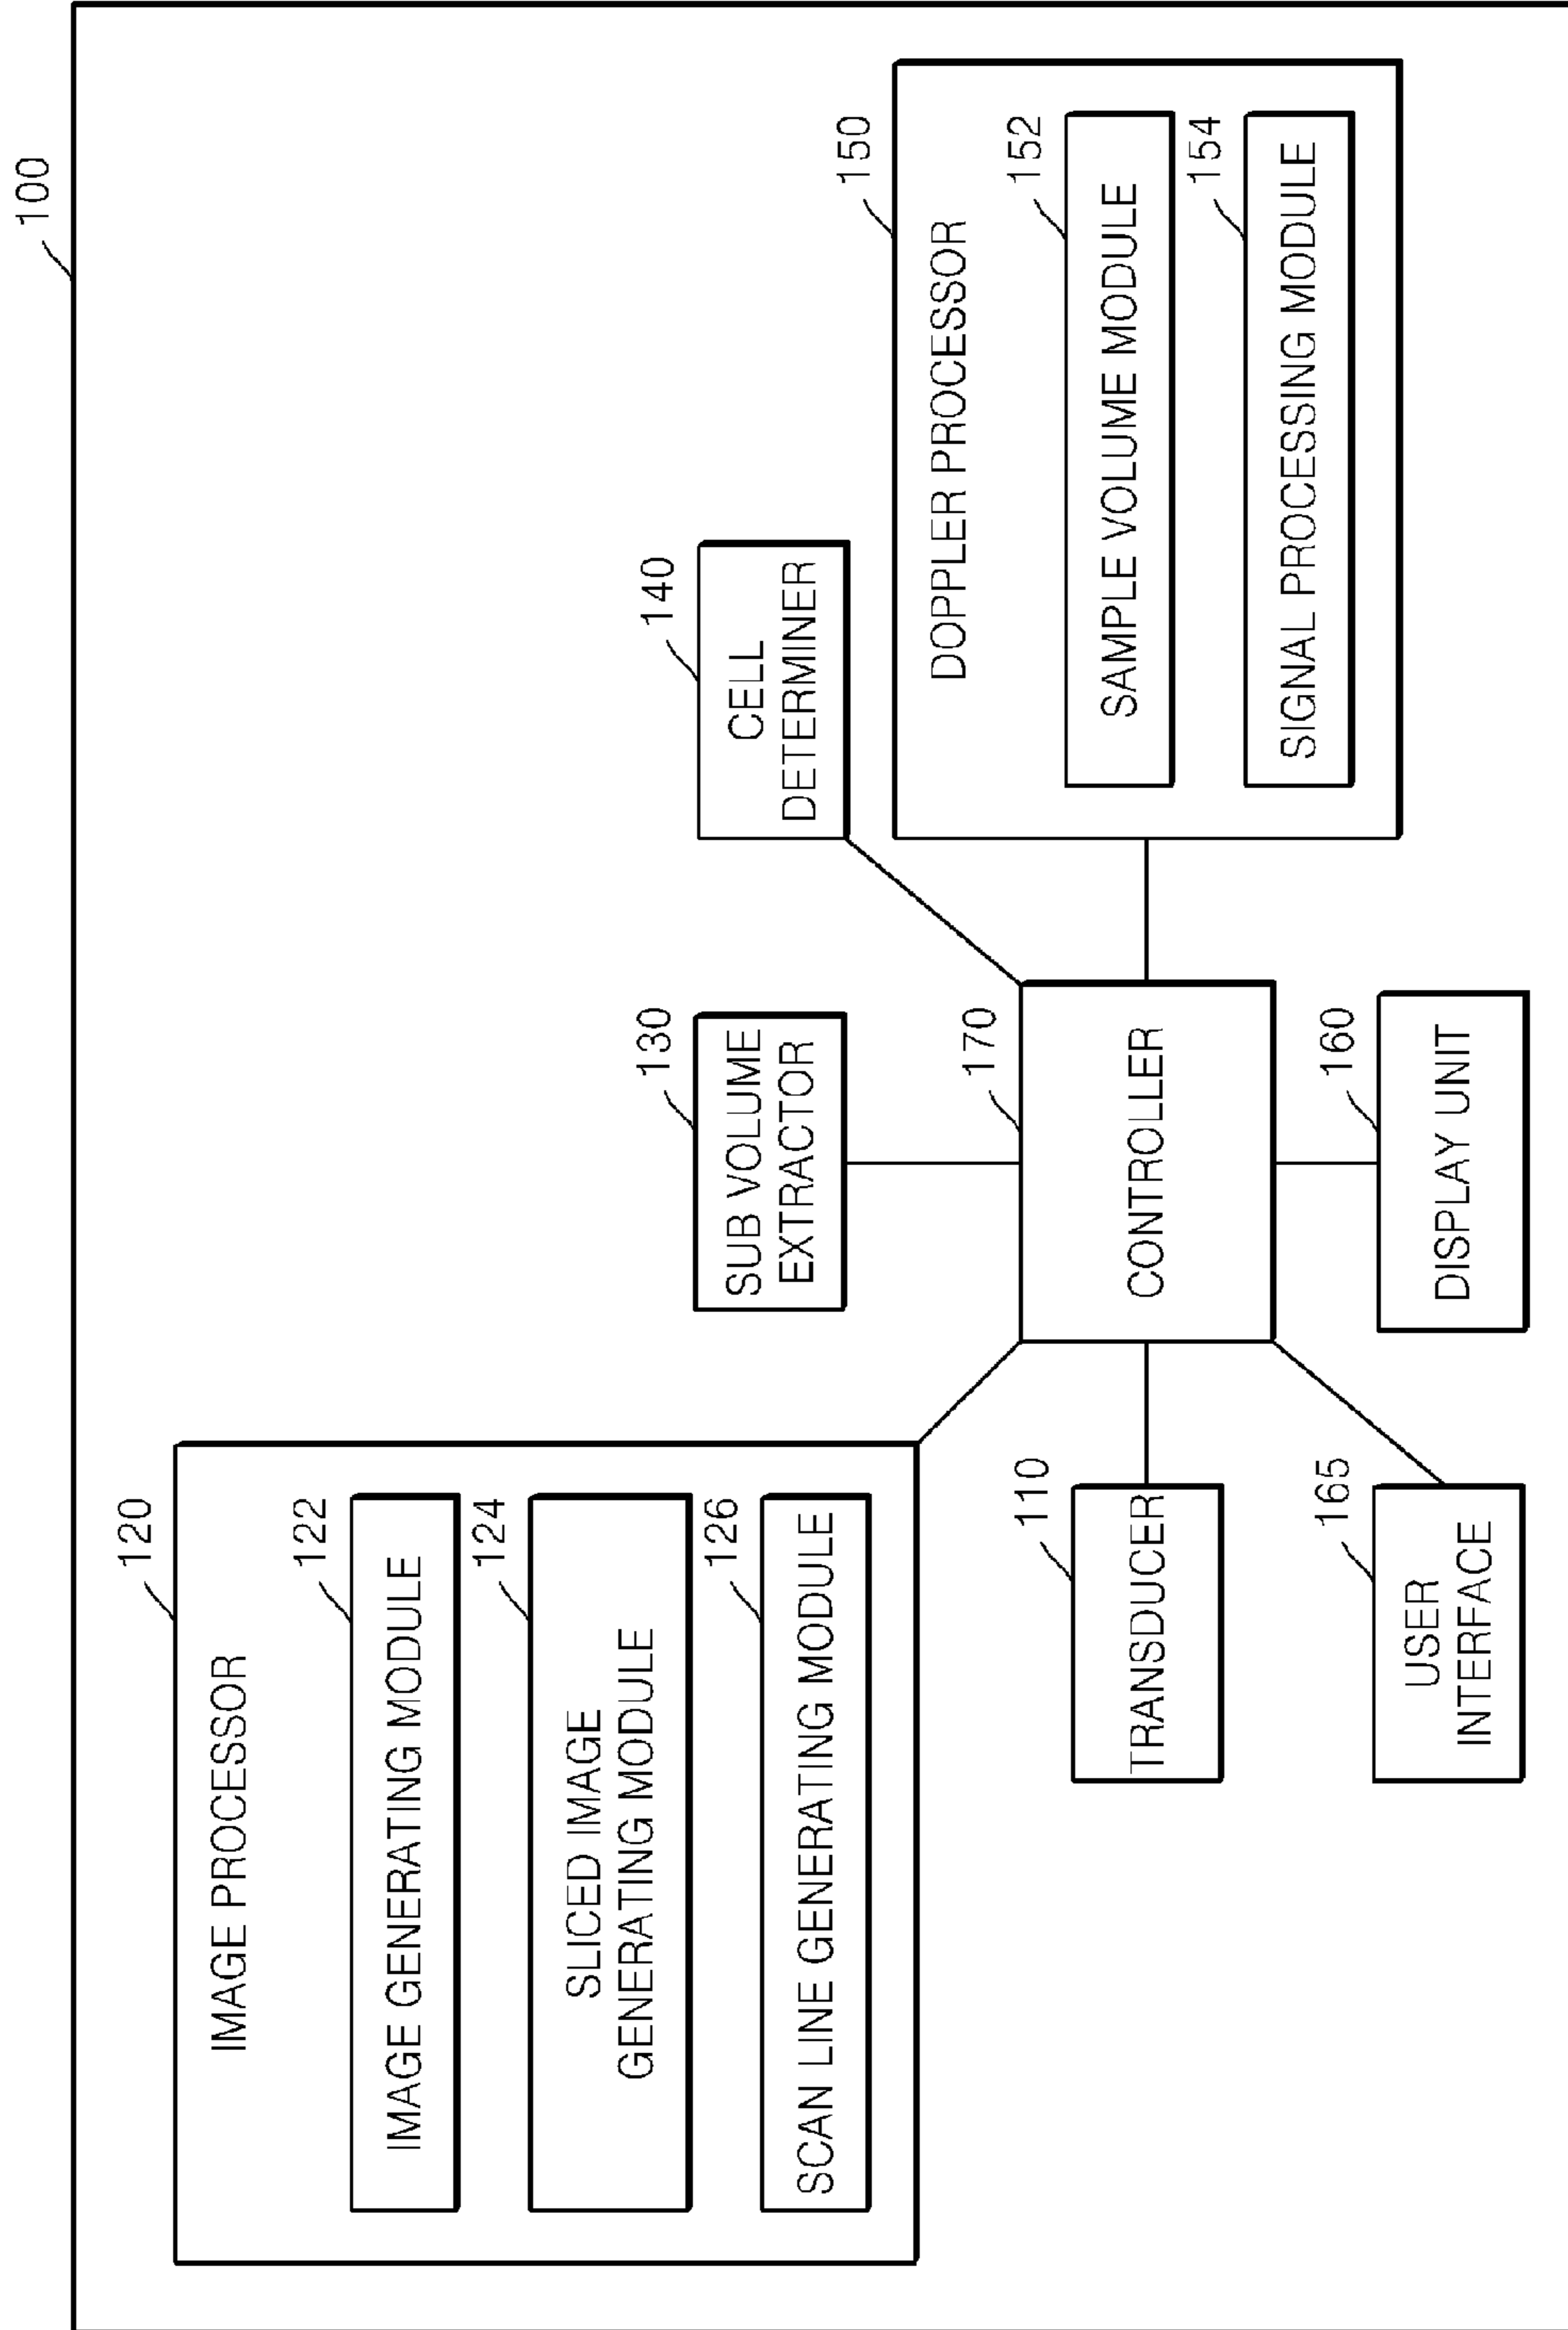 100
120
IMAGE PROCESSOR
122
IMAGE GENERATING MODULE
124
SLICED IMAGE
GENERATING MODULE
126
SCAN LINE GENERATING MODULE
130
SUB VOLUME
EXTRACTOR
140
CELL
DETERMINER
150
DOPPLER PROCESSOR
152
SAMPLE VOLUME MODULE
154
SIGNAL PROCESSING MODULE
110
TRANSDUCER
170
CONTROLLER
165
USER
INTERFACE
160
DISPLAY UNIT